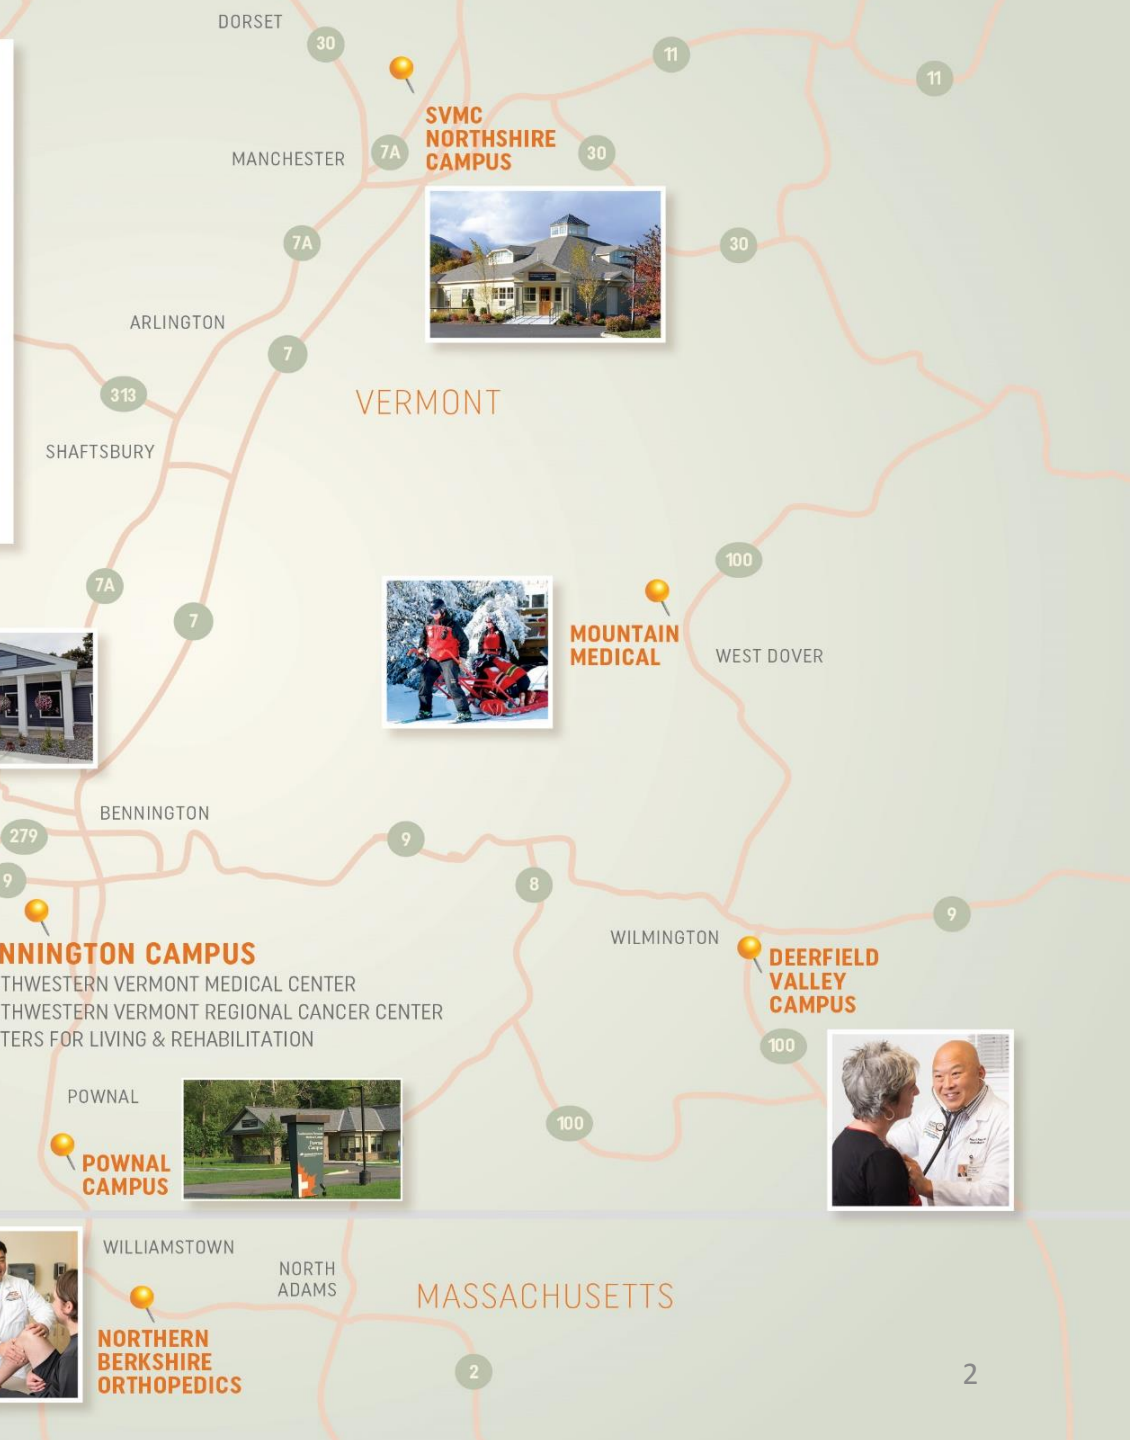 DORSET
30
11
11
SVMC
NORTHSHIRE
CAMPUS
MANCHESTER
7A
30
7A
30
ARLINGTON
7
313
VERMONT
SHAFTSBURY
100
7A
7
MOUNTAIN
MEDICAL
WEST DOVER
BENNINGTON
279
9
9
8
9
WILMINGTON
NNINGTON CAMPUS
THWESTERN VERMONT MEDICAL CENTER
THWESTERN VERMONT REGIONAL CANCER CENTER
TERS FOR LIVING & REHABILITATION
DEERFIELD
VALLEY
CAMPUS
100
POWNAL
100
POWNAL
CAMPUS
WILLIAMSTOWN
NORTH
ADAMS
MASSACHUSETTS
NORTHERN
BERKSHIRE
ORTHOPEDICS
2
2